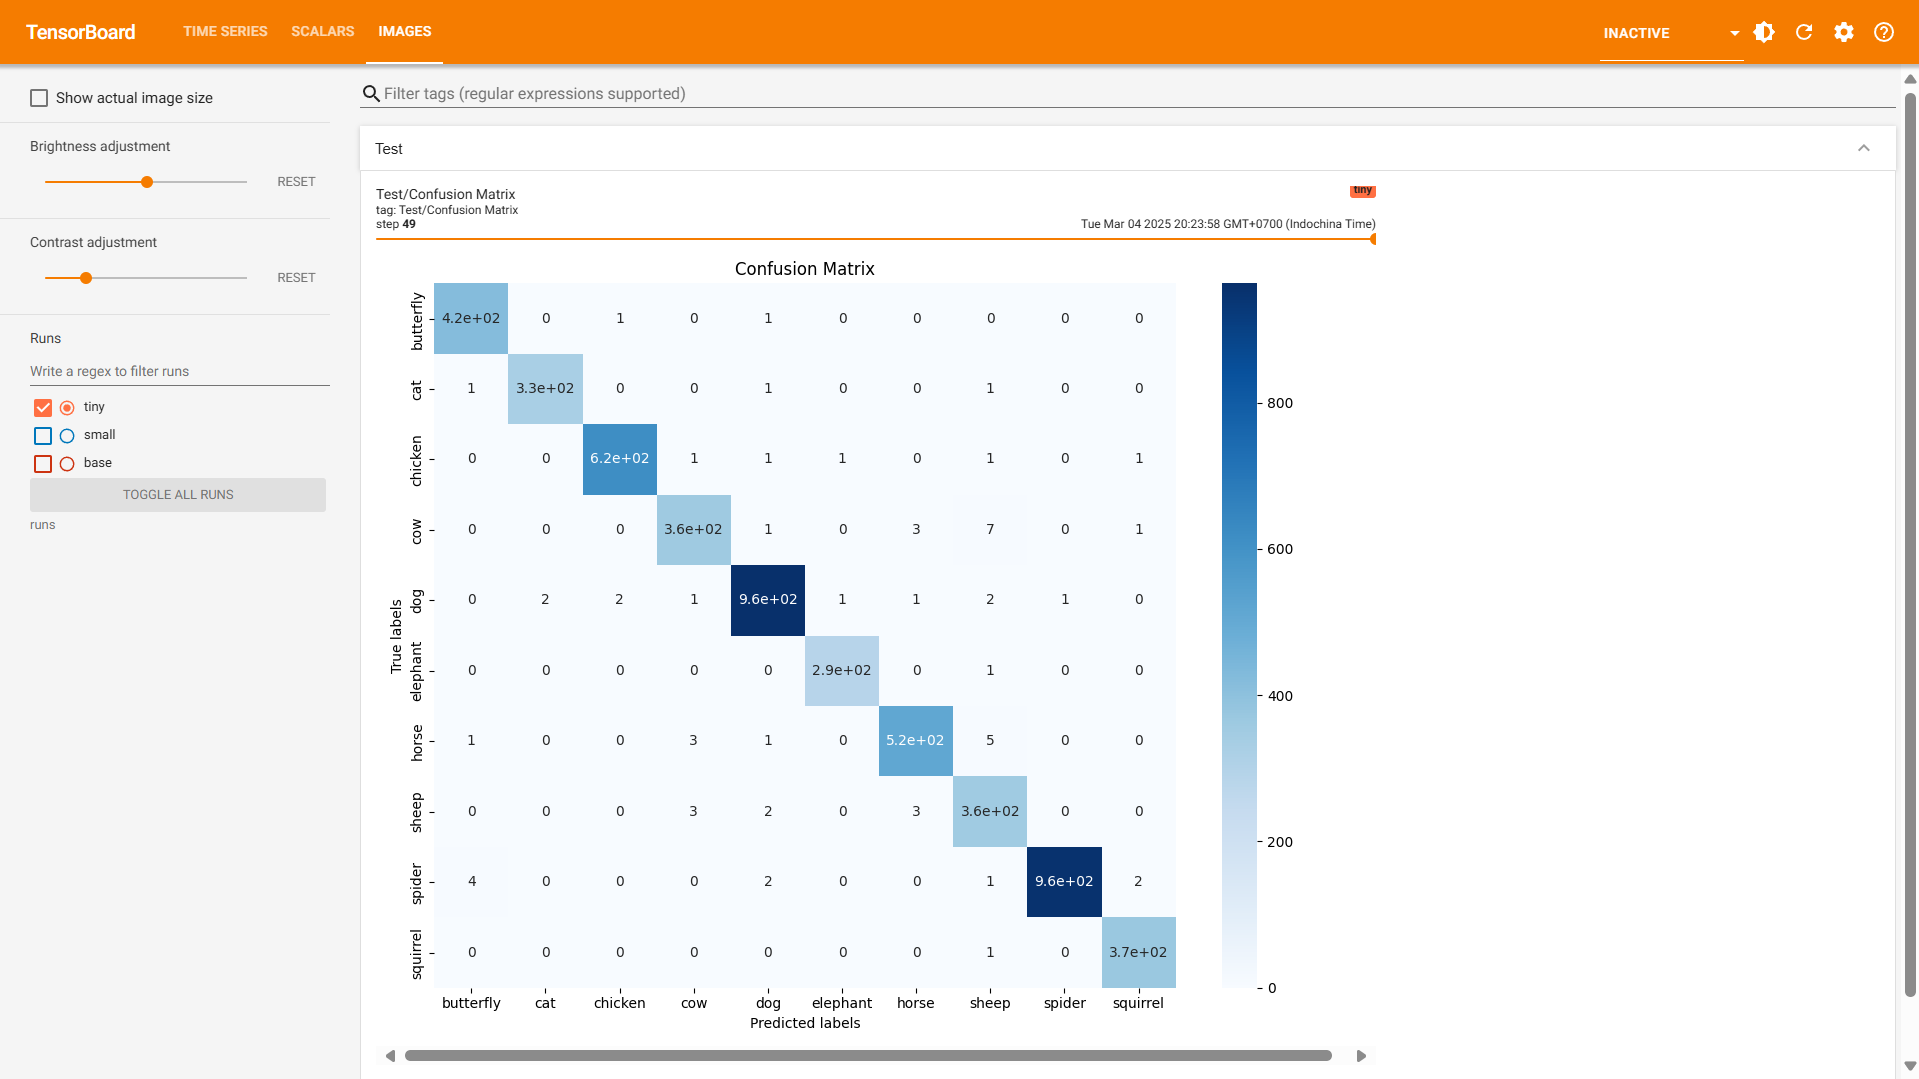 TensorBoard TIME SERIES SCALARS IMAGES INACTIVE
Show actual image size
Filter tags (regular expressions supported)
Brightness adjustment
RESET
Contrast adjustment
RESET
Runs
Write a regex to filter runs
tiny
small
base
TOGGLE ALL RUNS
runs
Test
Test/Confusion Matrix tiny
tag: Test/Confusion Matrix
step 49 Tue Mar 04 2025 20:23:58 GMT+0700 (Indochina Time)
Confusion Matrix
True labels
butterfly 4.2e+02 0 1 0 1 0 0 0 0 0
cat 1 3.3e+02 0 0 1 0 0 1 0 0
chicken 0 0 6.2e+02 1 1 1 0 1 0 1
cow 0 0 0 3.6e+02 1 0 3 7 0 1
dog 0 2 2 1 9.6e+02 1 1 2 1 0
elephant 0 0 0 0 0 2.9e+02 0 1 0 0
horse 1 0 0 3 1 0 5.2e+02 5 0 0
sheep 0 0 0 3 2 0 3 3.6e+02 0 0
spider 4 0 0 0 2 0 0 1 9.6e+02 2
squirrel 0 0 0 0 0 0 0 1 0 3.7e+02
butterfly cat chicken cow dog elephant horse sheep spider squirrel
Predicted labels
800
600
400
200
0